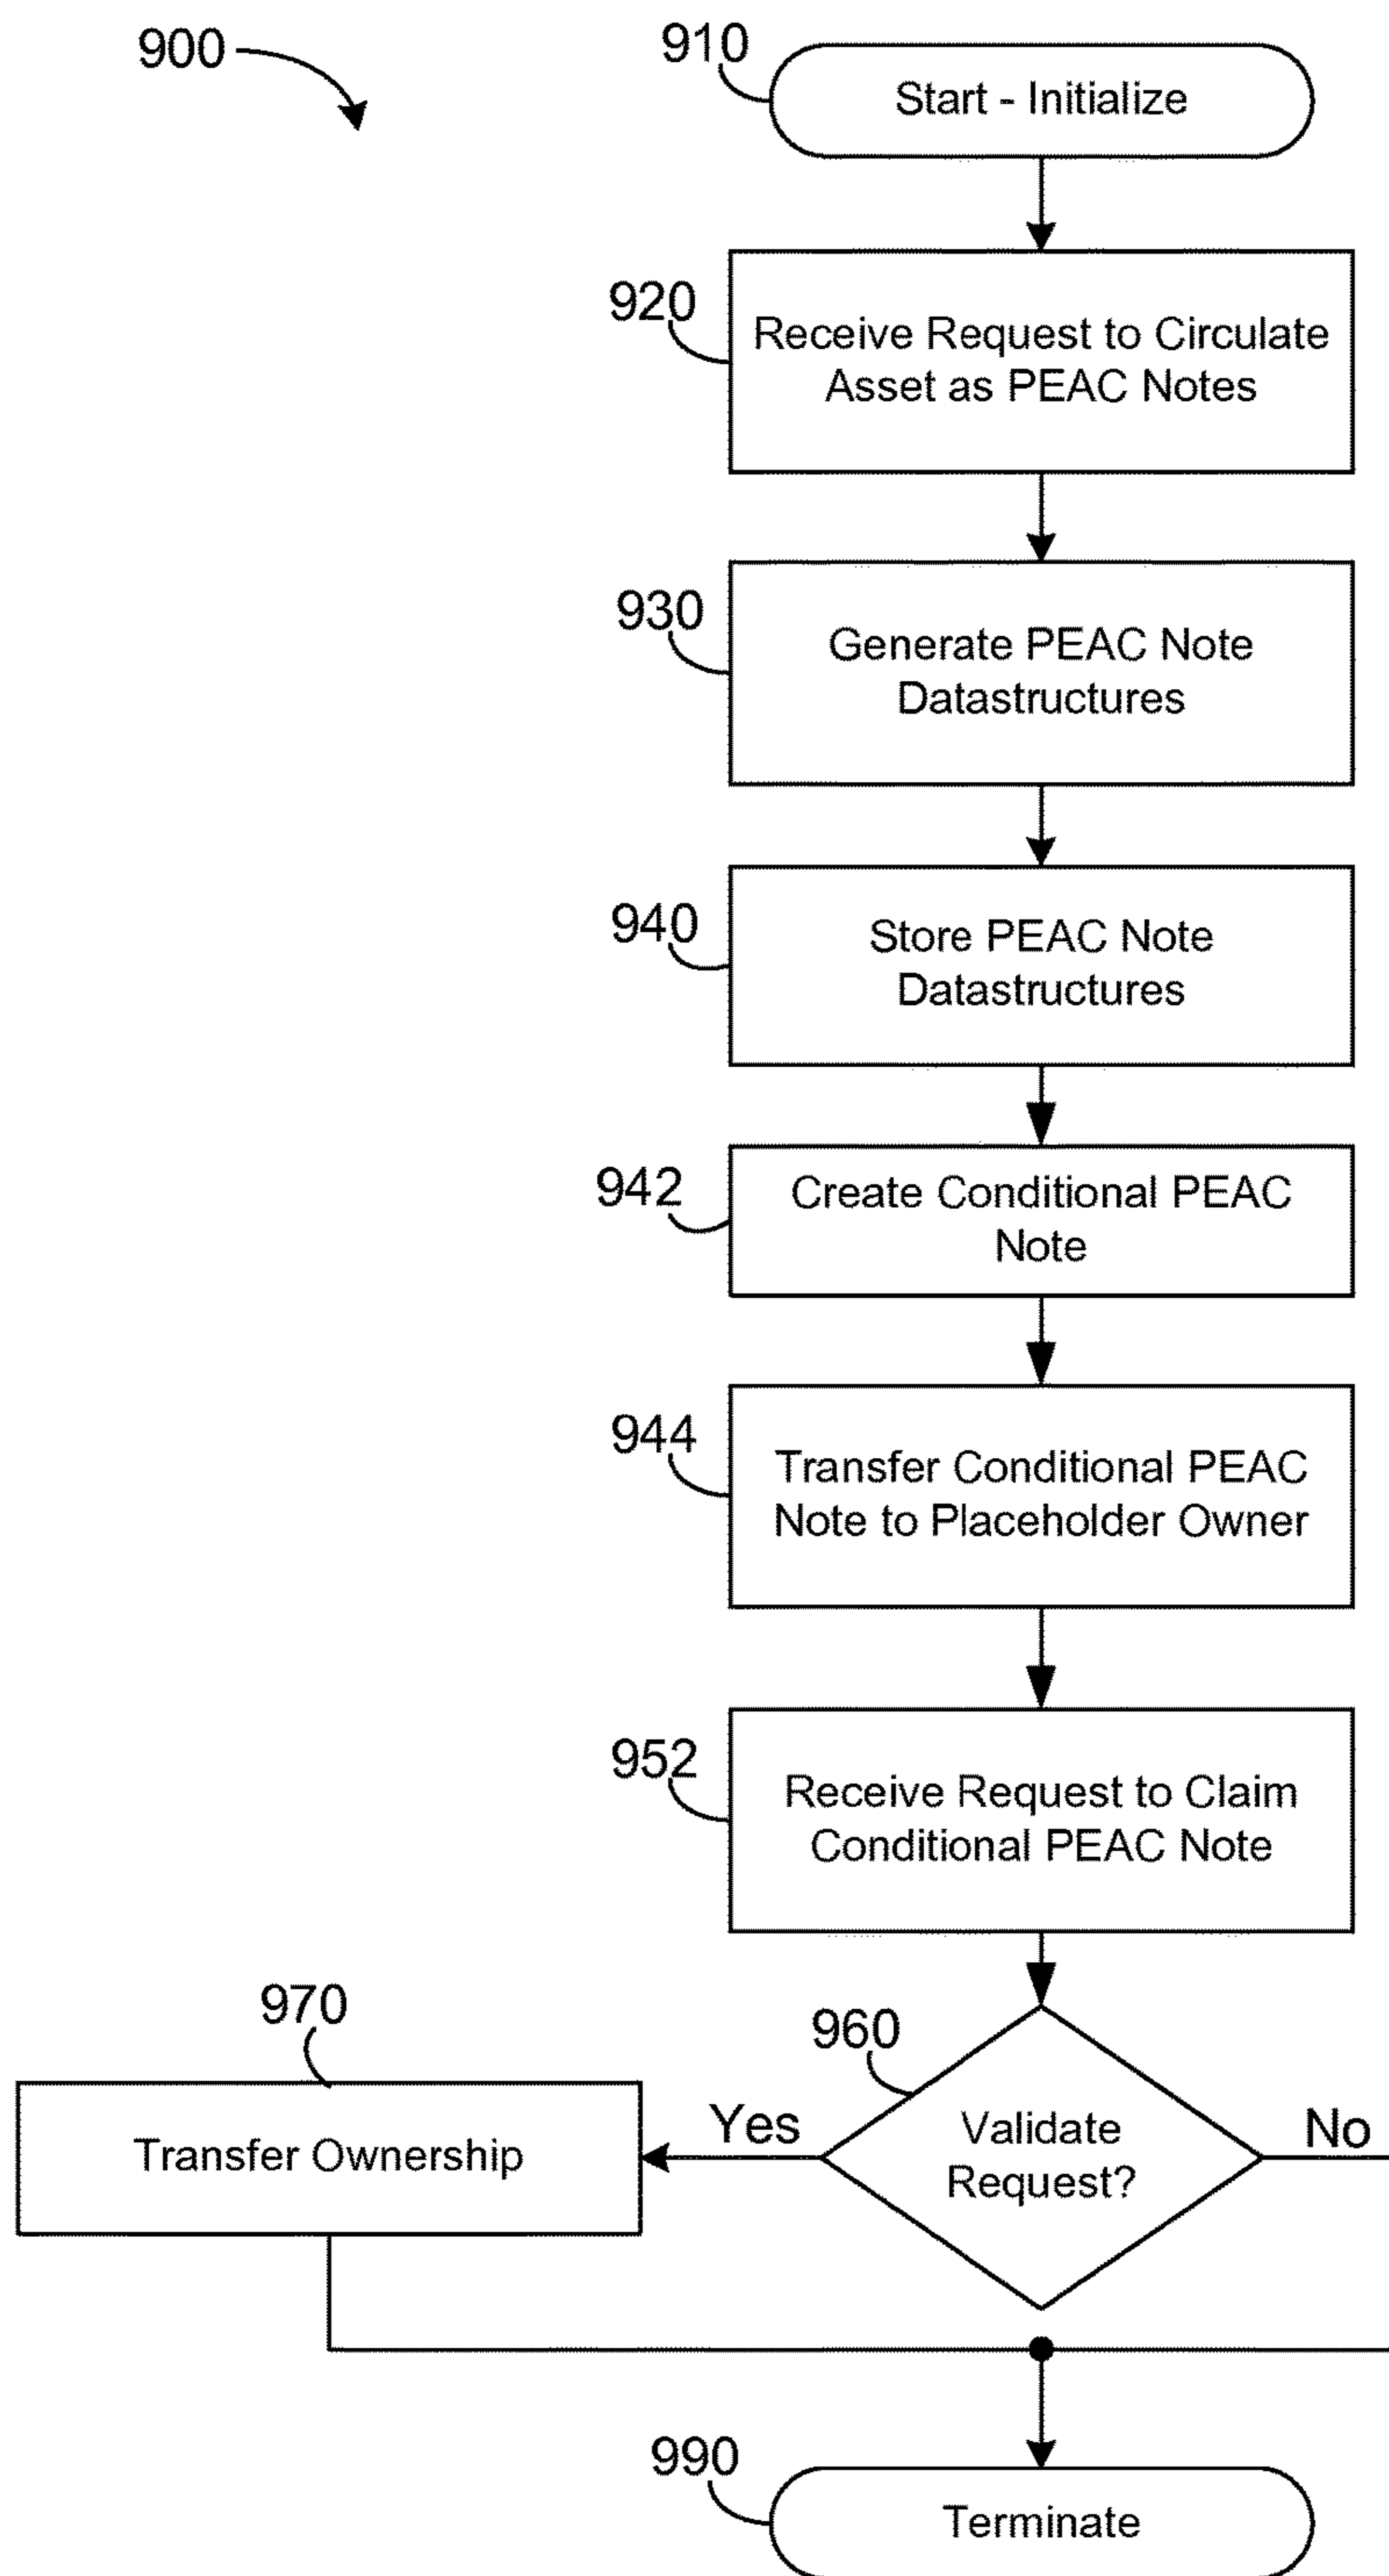 900
910
Start - Initialize
920
Receive Request to Circulate
Asset as PEAC Notes
930
Generate PEAC Note
Datastructures
940
Store PEAC Note
Datastructures
942
Create Conditional PEAC
Note
944
Transfer Conditional PEAC
Note to Placeholder Owner
952
Receive Request to Claim
Conditional PEAC Note
970
960
Transfer Ownership
Yes
Validate
Request?
No
990
Terminate